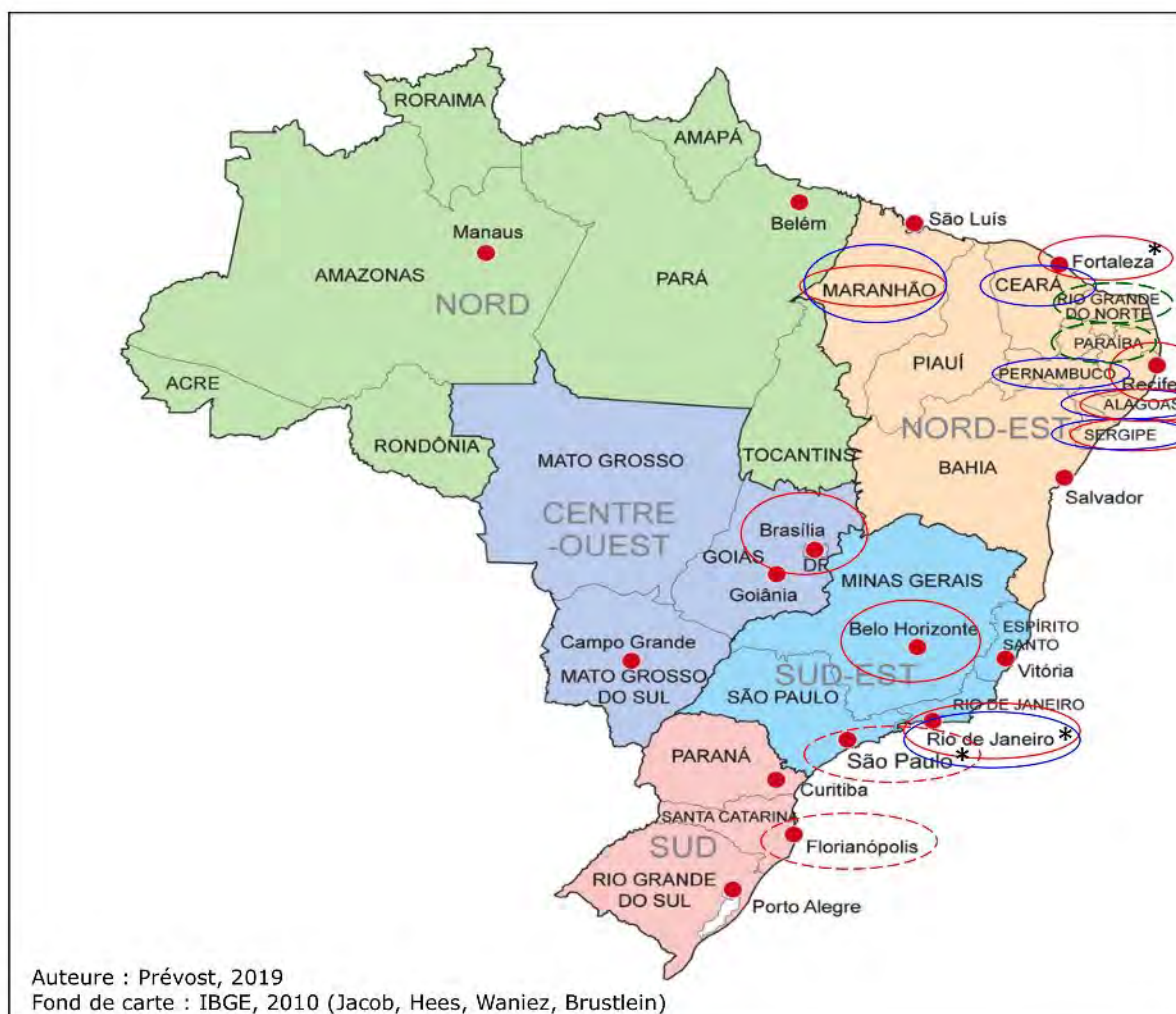 RORAIMA
AMAPÁ
Belém
São Luís
Manaus
Fortaleza*
AMAZONAS
PARÁ
MARANHÃO
CEARÁ
NORD
RIO GRANDE
DO NORTE
PARAÍBA
PIAUÍ
PERNAMBUCO
Recife
ACRE
ALAGOAS
NORD-EST
SERGIPE
RONDÔNIA
MATO GROSSO
TOCANTINS
BAHIA
Salvador
CENTRE
-OUEST
Brasília
GOIÁS
DR
Goiânia
MINAS GERAIS
Belo Horizonte
ESPÍRITO
SANTO
Vitória
Campo Grande
MATO GROSSO
DO SUL
SUD-EST
SÃO PAULO
RIO DE JANEIRO
Rio de Janeiro*
São Paulo*
PARANÁ
Curitiba
SANTA CATARINA
SUD
Florianópolis
RIO GRANDE
DO SUL
Porto Alegre
Auteure : Prévost, 2019
Fond de carte : IBGE, 2010 (Jacob, Hees, Waniez, Brustlein)